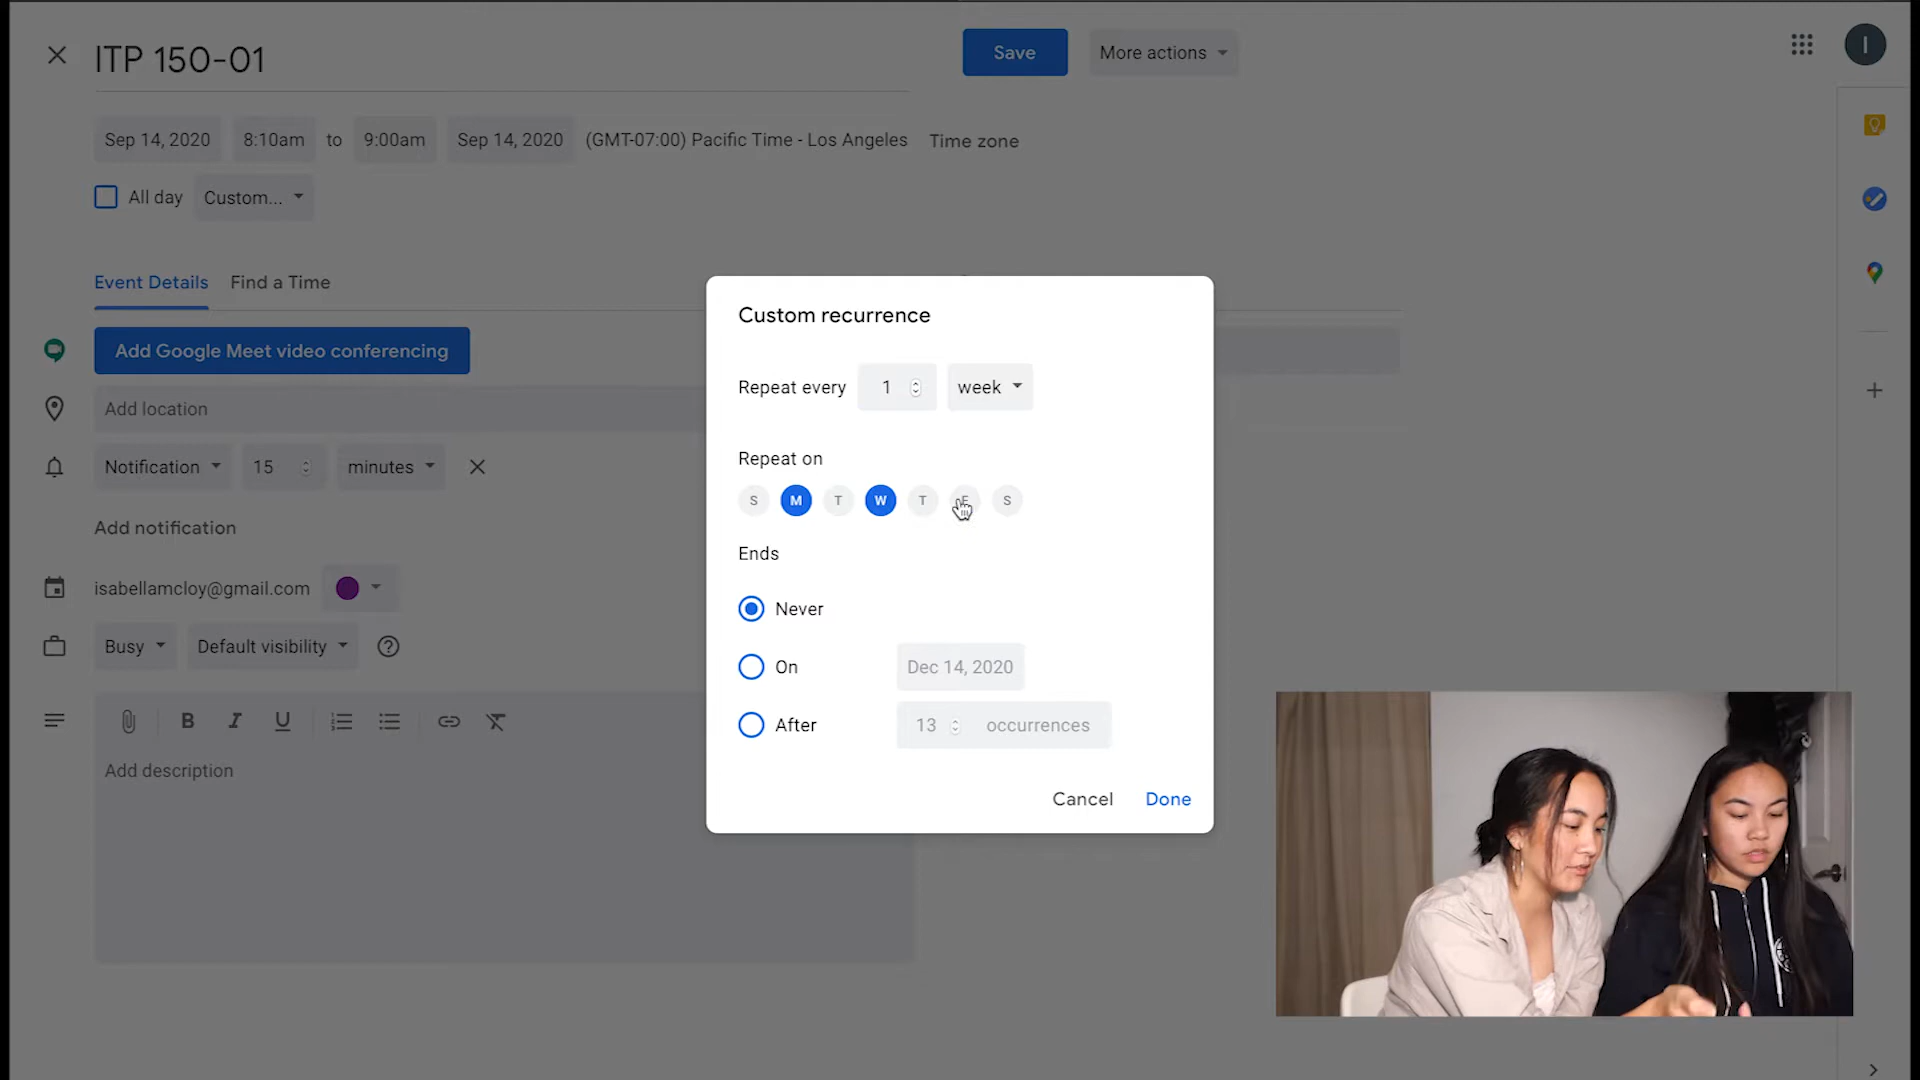 ITP 150-01
Save
More actions
I
Sep 14, 2020 8:10am to 9:00am Sep 14, 2020 (GMT-07:00) Pacific Time - Los Angeles Time zone
All day Custom...
Event Details Find a Time
Add Google Meet video conferencing
Add location
Notification 15 minutes
Add notification
isabellamcloy@gmail.com
Busy Default visibility
B I U
Add description
Custom recurrence
Repeat every 1 week
Repeat on
S M T W T F S
Ends
Never
On Dec 14, 2020
After 13 occurrences
Cancel Done